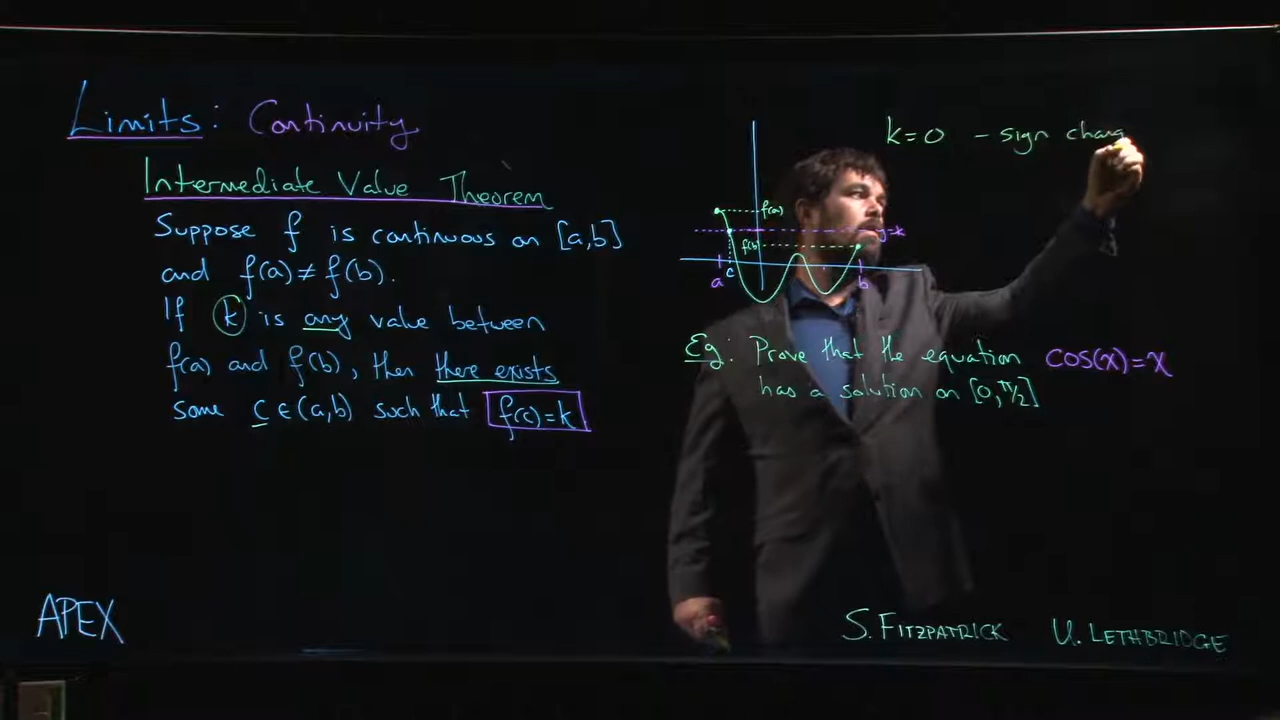 Limits: Continuity
Intermediate Value Theorem
Suppose f is continuous on [a,b]
and f(a)≠f(b).
If k is any value between
f(a) and f(b), then there exists
some c∈(a,b) such that f(c)=k
k=0 - sign chang
f(a)
f(b)
y=k
a c b
Eg: Prove that the equation cos(x)=x
has a solution on [0,π/2]
APEX
S. FITZPATRICK U. LETHBRIDGE